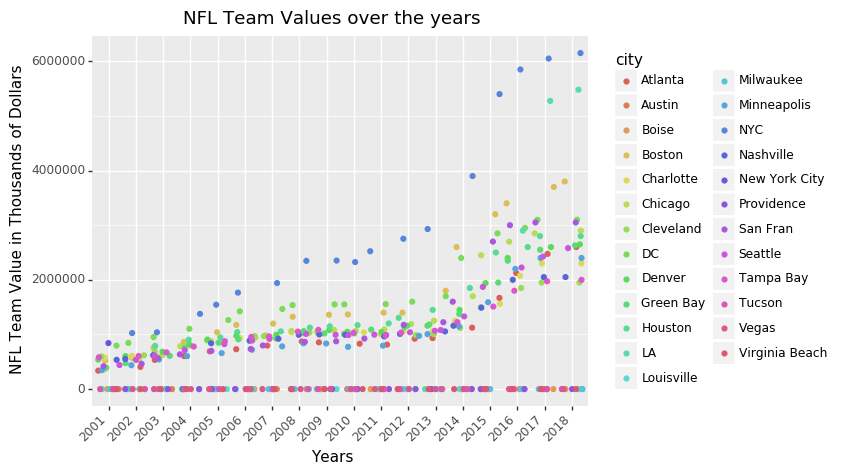 NFL Team Values over the years
NFL Team Value in Thousands of Dollars
6000000
4000000
2000000
0
2001
2002
2003
2004
2005
2006
2007
2008
2009
2010
2011
2012
2013
2014
2015
2016
2017
2018
Years
city
Atlanta
Austin
Boise
Boston
Charlotte
Chicago
Cleveland
DC
Denver
Green Bay
Houston
LA
Louisville
Milwaukee
Minneapolis
NYC
Nashville
New York City
Providence
San Fran
Seattle
Tampa Bay
Tucson
Vegas
Virginia Beach